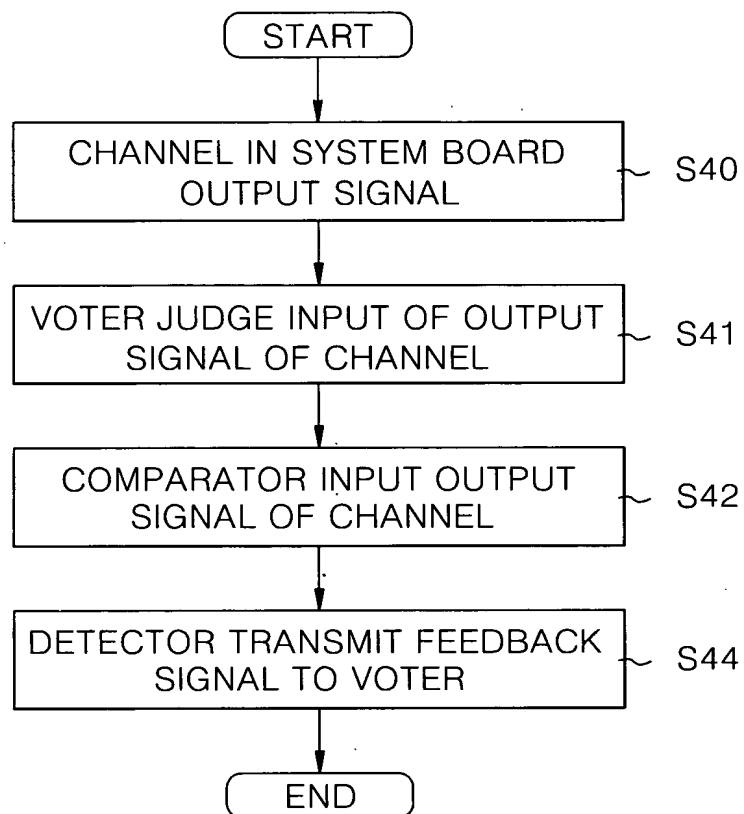 START
CHANNEL IN SYSTEM BOARD
OUTPUT SIGNAL
S40
VOTER JUDGE INPUT OF OUTPUT
SIGNAL OF CHANNEL
S41
COMPARATOR INPUT OUTPUT
SIGNAL OF CHANNEL
S42
DETECTOR TRANSMIT FEEDBACK
SIGNAL TO VOTER
S44
END